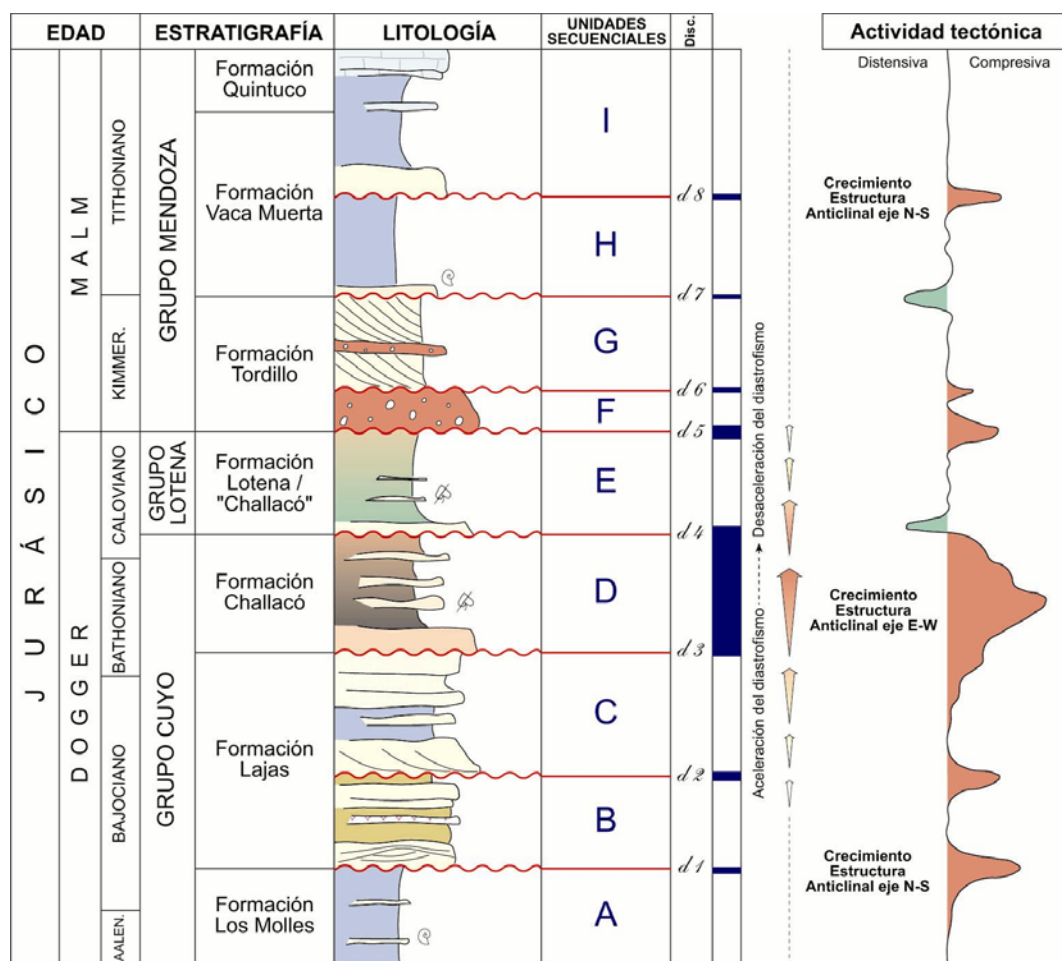 EDAD
ESTRATIGRAFÍA
LITOLOGÍA
UNIDADES
SECUENCIALES
Disc.
Actividad tectónica
Distensiva
Compresiva
JURÁSICO
MALM
DOGGER
TITHONIANO
KIMMER.
CALOVIANO
BATHONIANO
BAJOCIANO
AALEN.
GRUPO MENDOZA
GRUPO
LOTENA
GRUPO CUYO
Formación
Quintuco
Formación
Vaca Muerta
Formación
Tordillo
Formación
Lotena /
"Challacó"
Formación
Challacó
Formación
Lajas
Formación
Los Molles
I
H
G
F
E
D
C
B
A
d 8
d 7
d 6
d 5
d 4
d 3
d 2
d 1
Aceleración del diastrofismo
Desaceleración del diastrofismo
Crecimiento
Estructura
Anticlinal eje N-S
Crecimiento
Estructura
Anticlinal eje E-W
Crecimiento
Estructura
Anticlinal eje N-S